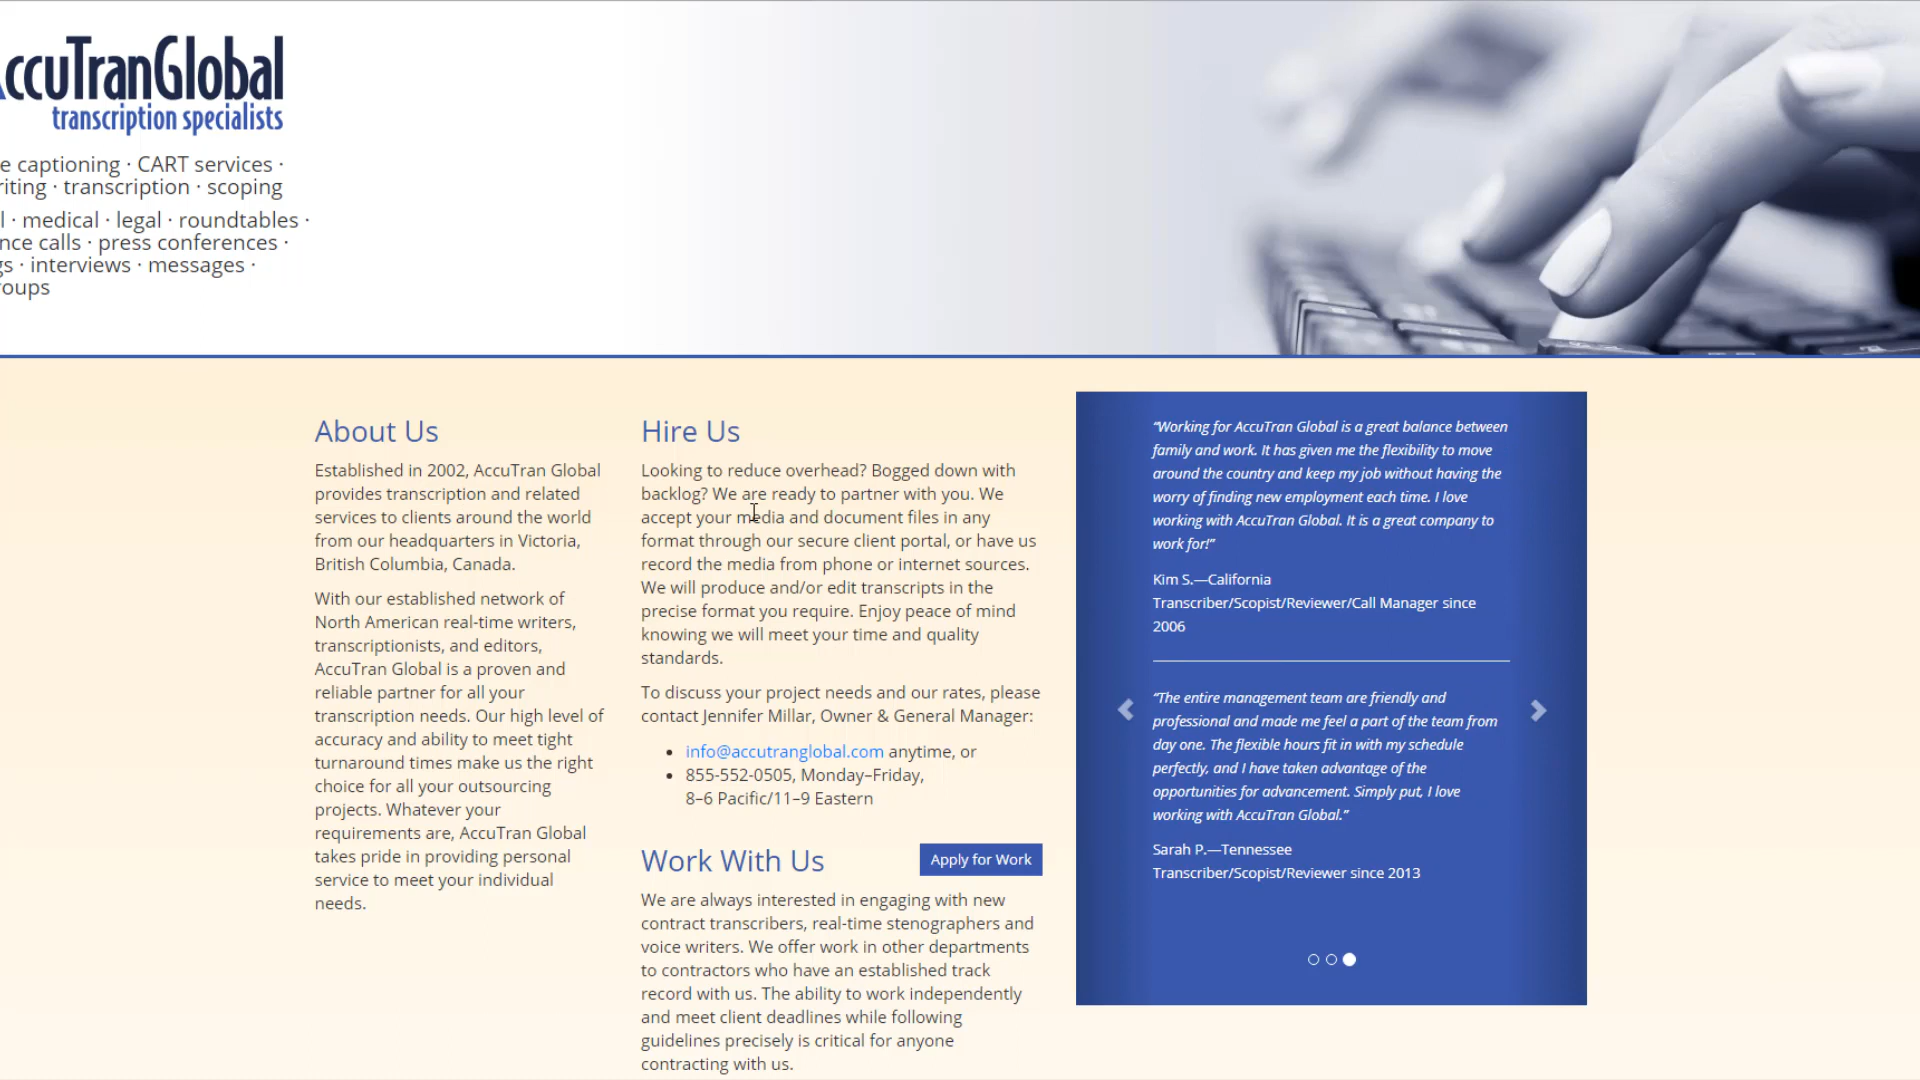 ccuTranGlobal
transcription specialists
captioning · CART services ·
transcription · scoping
· medical · legal · roundtables ·
calls · press conferences ·
· interviews · messages ·
About Us
Established in 2002, AccuTran Global
provides transcription and related
services to clients around the world
from our headquarters in Victoria,
British Columbia, Canada.
With our established network of
North American real-time writers,
transcriptionists, and editors,
AccuTran Global is a proven and
reliable partner for all your
transcription needs. Our high level of
accuracy and ability to meet tight
turnaround times make us the right
choice for all your outsourcing
projects. Whatever your
requirements are, AccuTran Global
takes pride in providing personal
service to meet your individual
needs.
Hire Us
Looking to reduce overhead? Bogged down with
backlog? We are ready to partner with you. We
accept your media and document files in any
format through our secure client portal, or have us
record the media from phone or internet sources.
We will produce and/or edit transcripts in the
precise format you require. Enjoy peace of mind
knowing we will meet your time and quality
standards.
To discuss your project needs and our rates, please
contact Jennifer Millar, Owner & General Manager:
• info@accutranglobal.com anytime, or
• 855-552-0505, Monday–Friday,
8–6 Pacific/11–9 Eastern
Work With Us
Apply for Work
We are always interested in engaging with new
contract transcribers, real-time stenographers and
voice writers. We offer work in other departments
to contractors who have an established track
record with us. The ability to work independently
and meet client deadlines while following
guidelines precisely is critical for anyone
contracting with us.
“Working for AccuTran Global is a great balance between
family and work. It has given me the flexibility to move
around the country and keep my job without having the
worry of finding new employment each time. I love
working with AccuTran Global. It is a great company to
work for!”
Kim S.—California
Transcriber/Scopist/Reviewer/Call Manager since
2006
“The entire management team are friendly and
professional and made me feel a part of the team from
day one. The flexible hours fit in with my schedule
perfectly, and I have taken advantage of the
opportunities for advancement. Simply put, I love
working with AccuTran Global.”
Sarah P.—Tennessee
Transcriber/Scopist/Reviewer since 2013